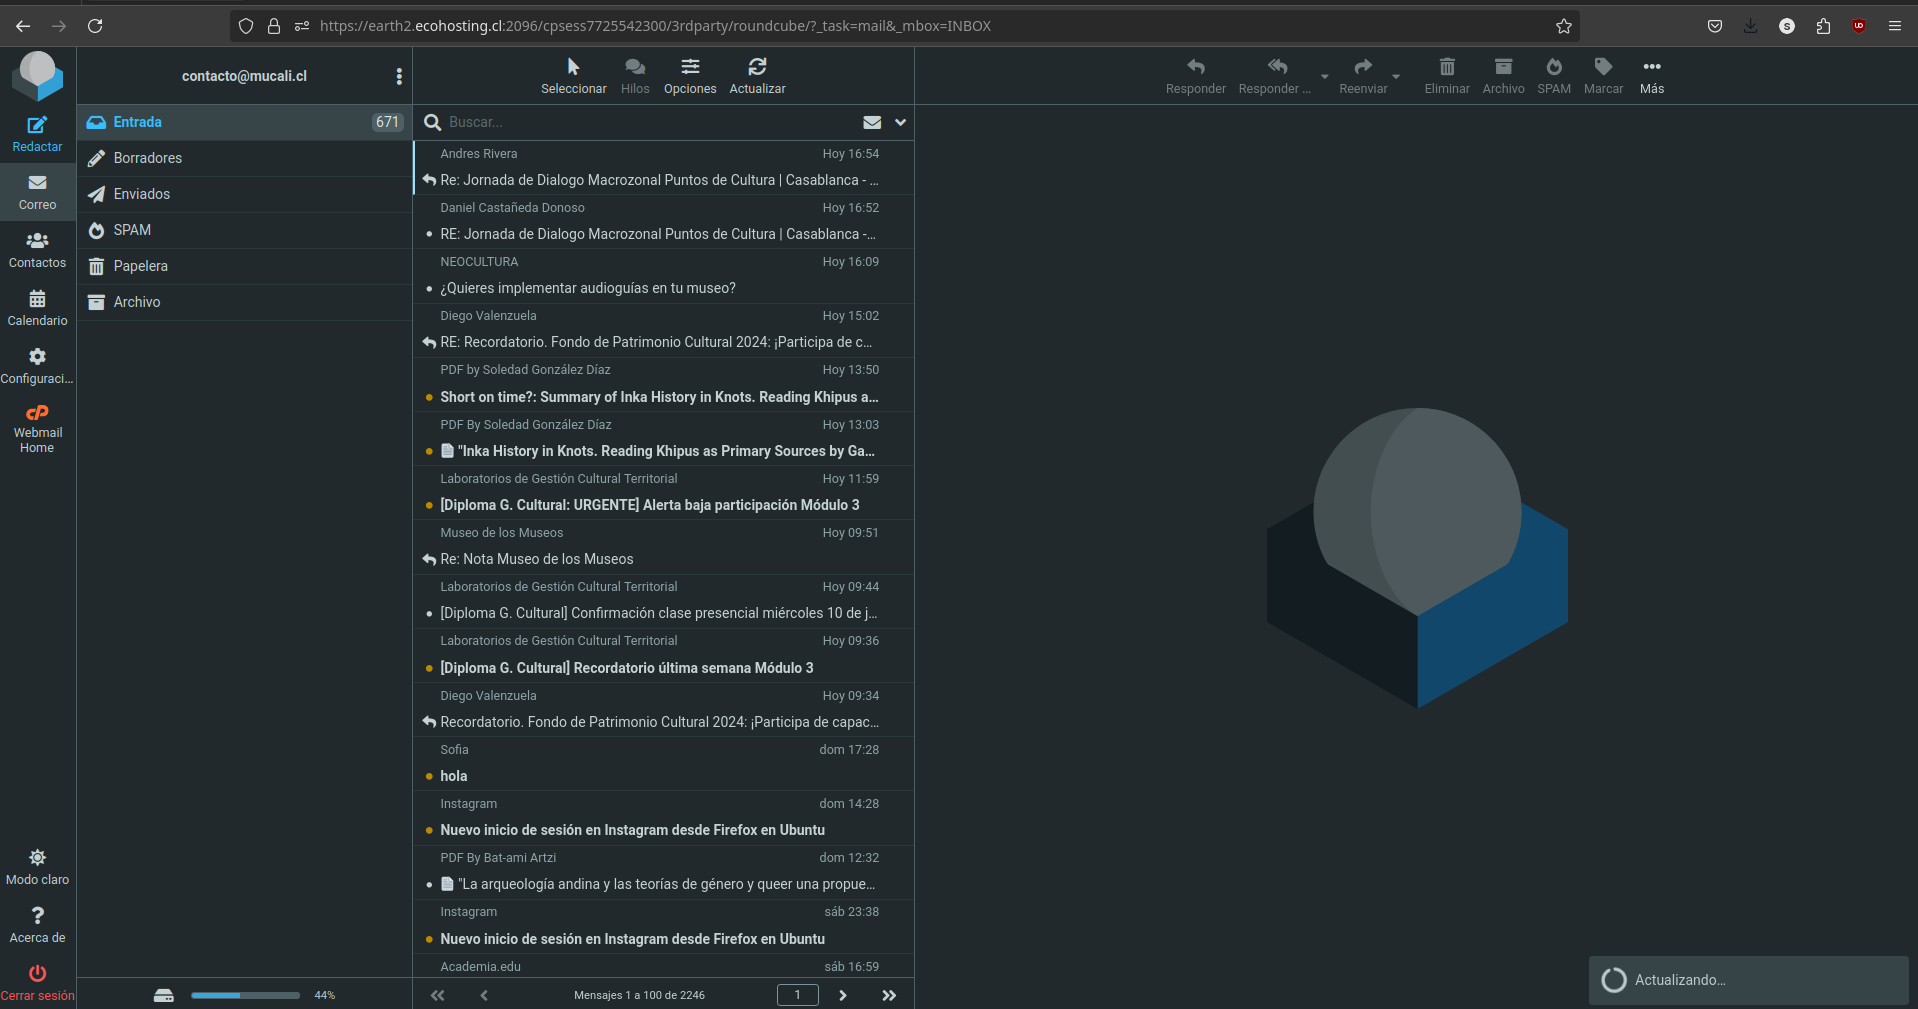 https://earth2.ecohosting.cl:2096/cpsess7725542300/3rdparty/roundcube/?_task=mail&_mbox=INBOX
S
contacto@mucali.cl
Redactar
Correo
Contactos
Calendario
Configuraci...
cP
Webmail
Home
Modo claro
?
Acerca de
Cerrar sesión
Entrada 671
Borradores
Enviados
SPAM
Papelera
Archivo
44%
Seleccionar Hilos Opciones Actualizar
Buscar...
Andres Rivera Hoy 16:54
Re: Jornada de Dialogo Macrozonal Puntos de Cultura | Casablanca - ...
Daniel Castañeda Donoso Hoy 16:52
RE: Jornada de Dialogo Macrozonal Puntos de Cultura | Casablanca -...
NEOCULTURA Hoy 16:09
¿Quieres implementar audioguías en tu museo?
Diego Valenzuela Hoy 15:02
RE: Recordatorio. Fondo de Patrimonio Cultural 2024: ¡Participa de c...
PDF by Soledad González Díaz Hoy 13:50
Short on time?: Summary of Inka History in Knots. Reading Khipus a...
PDF By Soledad González Díaz Hoy 13:03
"Inka History in Knots. Reading Khipus as Primary Sources by Ga...
Laboratorios de Gestión Cultural Territorial Hoy 11:59
[Diploma G. Cultural: URGENTE] Alerta baja participación Módulo 3
Museo de los Museos Hoy 09:51
Re: Nota Museo de los Museos
Laboratorios de Gestión Cultural Territorial Hoy 09:44
[Diploma G. Cultural] Confirmación clase presencial miércoles 10 de j...
Laboratorios de Gestión Cultural Territorial Hoy 09:36
[Diploma G. Cultural] Recordatorio última semana Módulo 3
Diego Valenzuela Hoy 09:34
Recordatorio. Fondo de Patrimonio Cultural 2024: ¡Participa de capac...
Sofia dom 17:28
hola
Instagram dom 14:28
Nuevo inicio de sesión en Instagram desde Firefox en Ubuntu
PDF By Bat-ami Artzi dom 12:32
"La arqueología andina y las teorías de género y queer una propue...
Instagram sáb 23:38
Nuevo inicio de sesión en Instagram desde Firefox en Ubuntu
Academia.edu sáb 16:59
Mensajes 1 a 100 de 2246 1
Responder Responder ... Reenviar Eliminar Archivo SPAM Marcar Más
Actualizando...